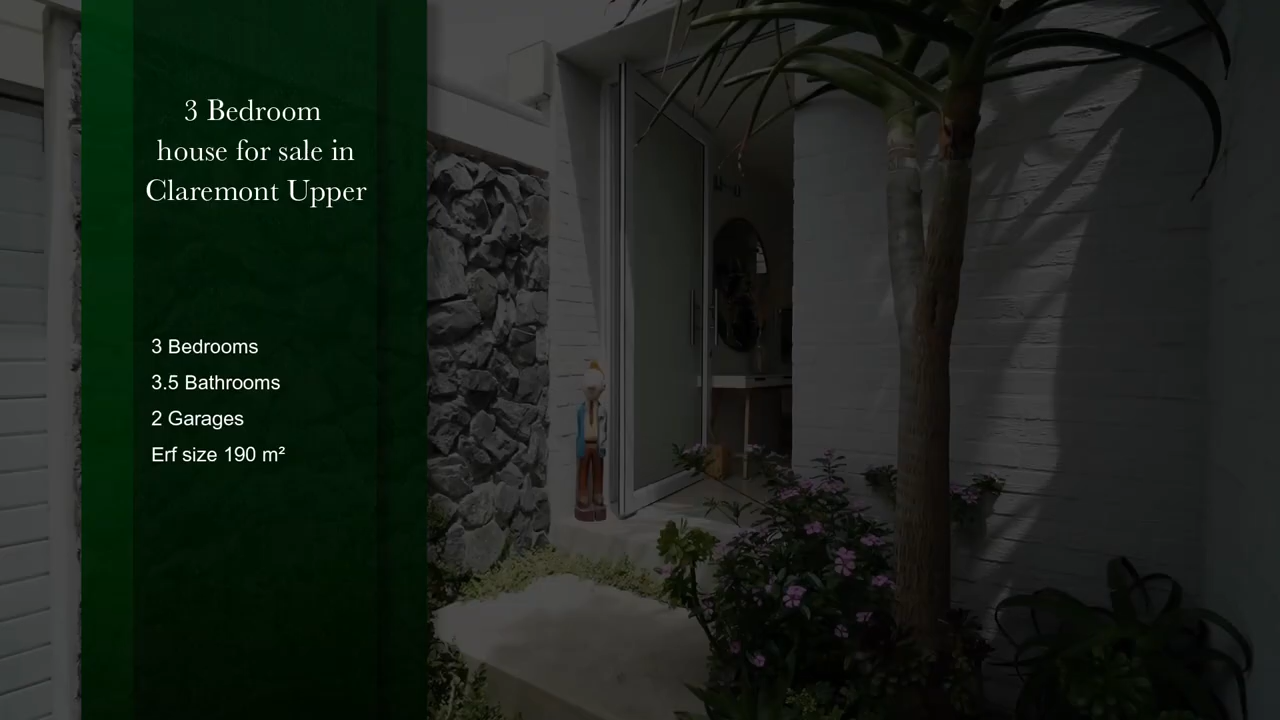 3 Bedroom
house for sale in
Claremont Upper
3 Bedrooms
3.5 Bathrooms
2 Garages
Erf size 190 m²